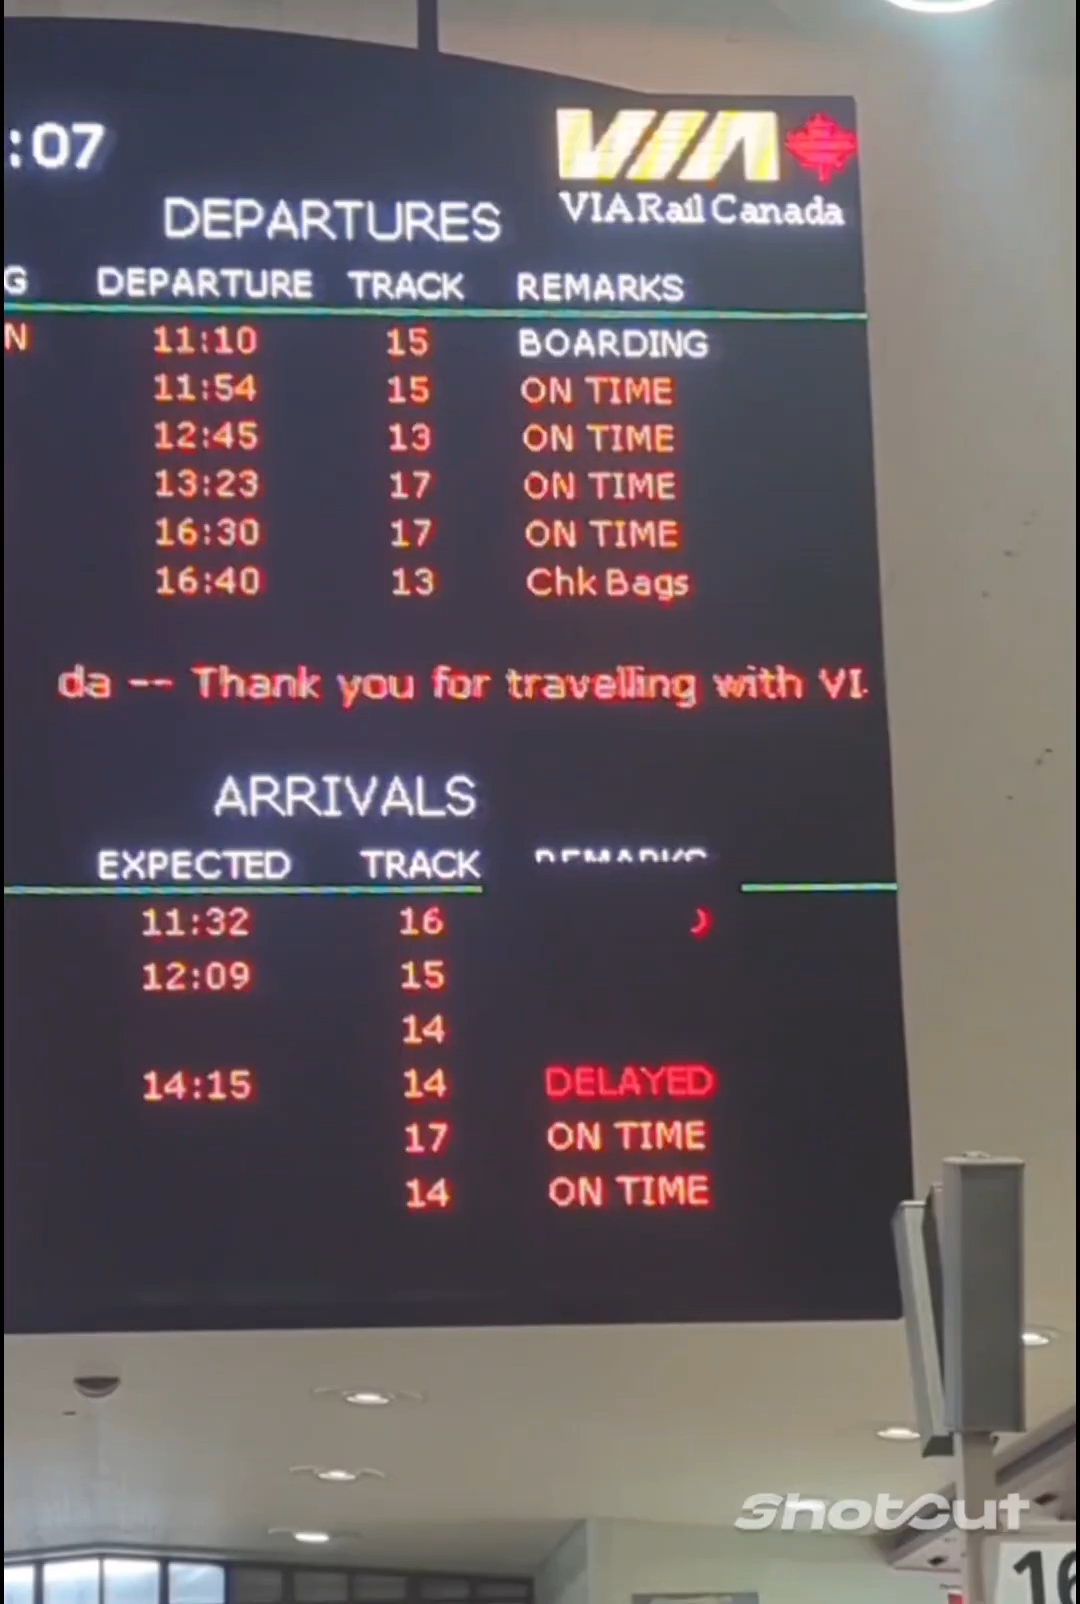 :07
VIA
VIA Rail Canada
DEPARTURES
G DEPARTURE TRACK REMARKS
N 11:10 15 BOARDING
11:54 15 ON TIME
12:45 13 ON TIME
13:23 17 ON TIME
16:30 17 ON TIME
16:40 13 Chk Bags
da -- Thank you for travelling with VI
ARRIVALS
EXPECTED TRACK REMARKS
11:32 16
12:09 15
14
14:15 14 DELAYED
17 ON TIME
14 ON TIME
ShotCut
16